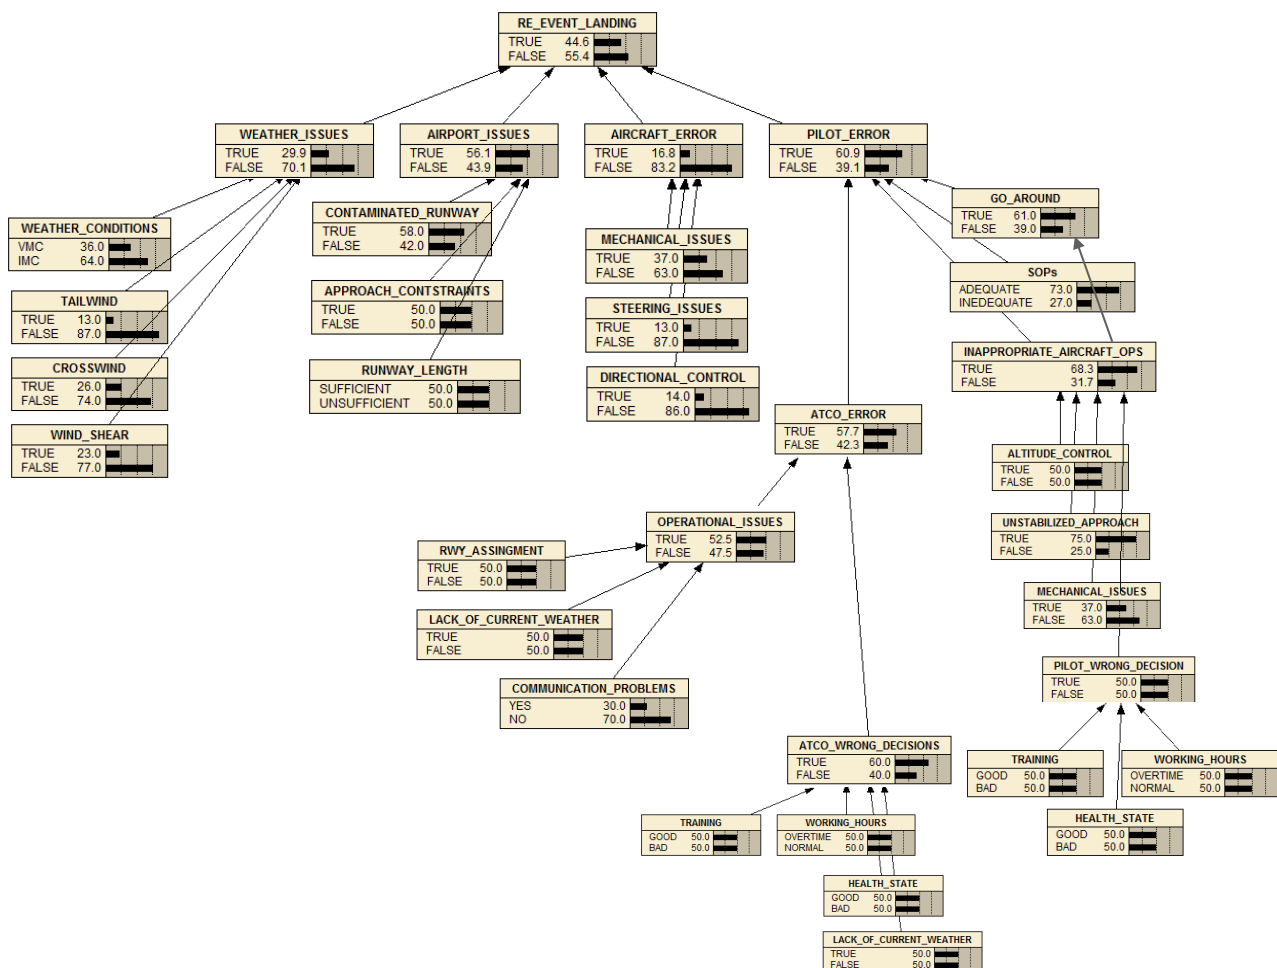 RE_EVENT_LANDING
TRUE 44.6
FALSE 55.4
WEATHER_ISSUES
TRUE 29.9
FALSE 70.1
AIRPORT_ISSUES
TRUE 56.1
FALSE 43.9
AIRCRAFT_ERROR
TRUE 16.8
FALSE 83.2
PILOT_ERROR
TRUE 60.9
FALSE 39.1
GO_AROUND
TRUE 61.0
FALSE 39.0
WEATHER_CONDITIONS
VMC 36.0
IMC 64.0
CONTAMINATED_RUNWAY
TRUE 58.0
FALSE 42.0
MECHANICAL_ISSUES
TRUE 37.0
FALSE 63.0
SOPs
ADEQUATE 73.0
INEDEQUATE 27.0
TAILWIND
TRUE 13.0
FALSE 87.0
APPROACH_CONTSTRAINTS
TRUE 50.0
FALSE 50.0
STEERING_ISSUES
TRUE 13.0
FALSE 87.0
INAPPROPRIATE_AIRCRAFT_OPS
TRUE 68.3
FALSE 31.7
CROSSWIND
TRUE 26.0
FALSE 74.0
RUNWAY_LENGTH
SUFFICIENT 50.0
UNSUFFICIENT 50.0
DIRECTIONAL_CONTROL
TRUE 14.0
FALSE 86.0
ATCO_ERROR
TRUE 57.7
FALSE 42.3
WIND_SHEAR
TRUE 23.0
FALSE 77.0
ALTITUDE_CONTROL
TRUE 50.0
FALSE 50.0
OPERATIONAL_ISSUES
TRUE 52.5
FALSE 47.5
UNSTABILIZED_APPROACH
TRUE 75.0
FALSE 25.0
RWY_ASSINGMENT
TRUE 50.0
FALSE 50.0
MECHANICAL_ISSUES
TRUE 37.0
FALSE 63.0
LACK_OF_CURRENT_WEATHER
TRUE 50.0
FALSE 50.0
PILOT_WRONG_DECISION
TRUE 50.0
FALSE 50.0
COMMUNICATION_PROBLEMS
YES 30.0
NO 70.0
ATCO_WRONG_DECISIONS
TRUE 60.0
FALSE 40.0
TRAINING
GOOD 50.0
BAD 50.0
WORKING_HOURS
OVERTIME 50.0
NORMAL 50.0
HEALTH_STATE
GOOD 50.0
BAD 50.0
TRAINING
GOOD 50.0
BAD 50.0
WORKING_HOURS
OVERTIME 50.0
NORMAL 50.0
HEALTH_STATE
GOOD 50.0
BAD 50.0
LACK_OF_CURRENT_WEATHER
TRUE 50.0
FALSE 50.0